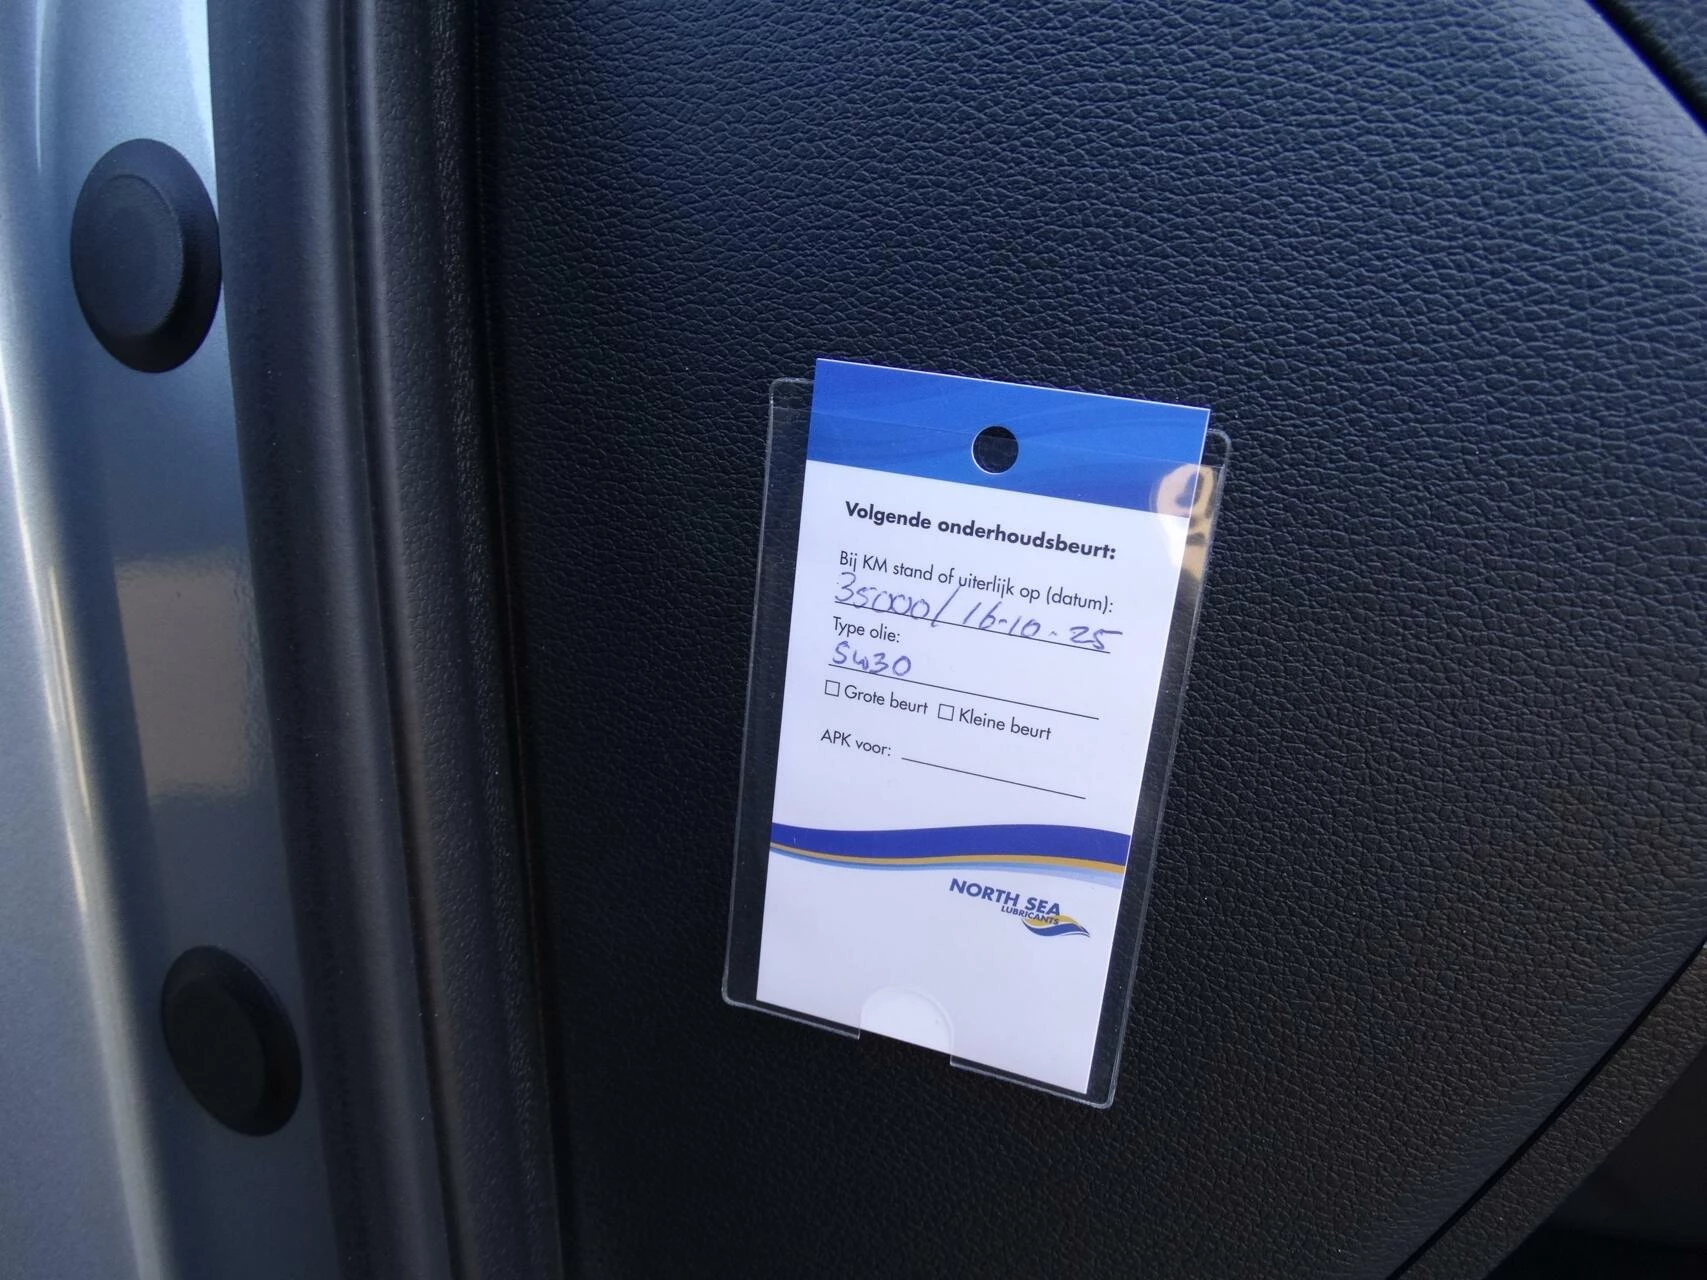 Volgende onderhoudsbeurt:
Bij KM stand of uiterlijk op (datum):
35000/ 16-10-25
Type olie:
5w30
☐ Grote beurt ☐ Kleine beurt
APK voor:
NORTH SEA
LUBRICANTS